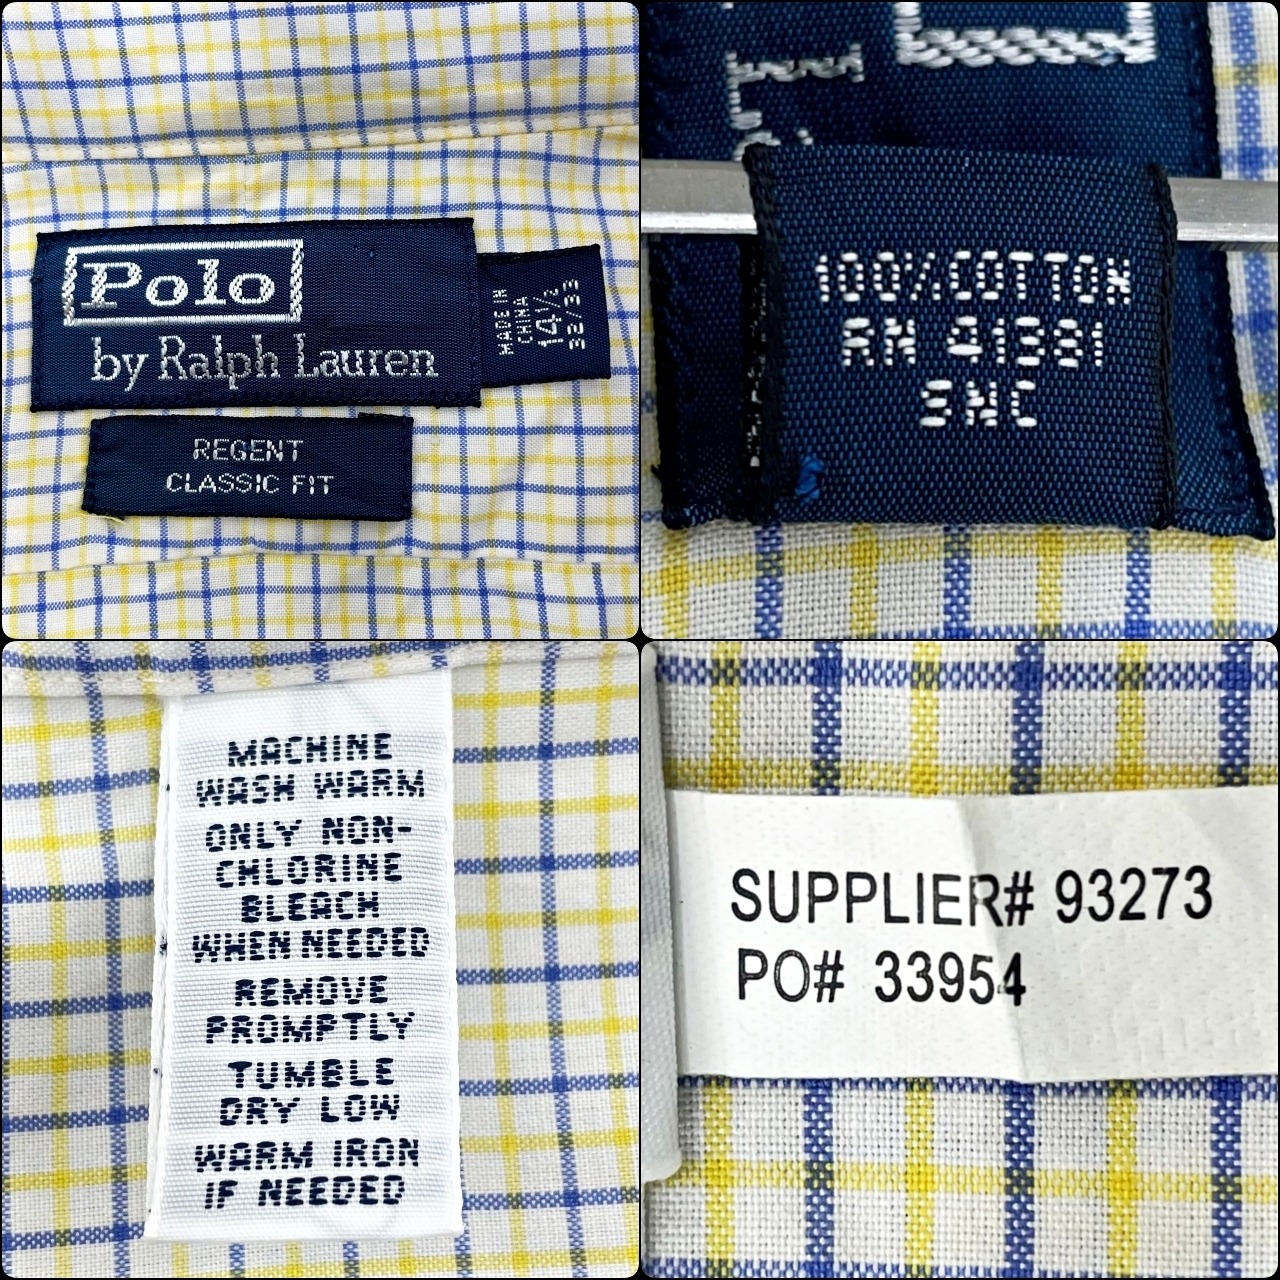 Polo
by Ralph Lauren
MADE IN
CHINA
14½
32/33
REGENT
CLASSIC FIT
100% COTTON
RN 41381
SNC
MACHINE
WASH WARM
ONLY NON-
CHLORINE
BLEACH
WHEN NEEDED
REMOVE
PROMPTLY
TUMBLE
DRY LOW
WARM IRON
IF NEEDED
SUPPLIER# 93273
PO# 33954